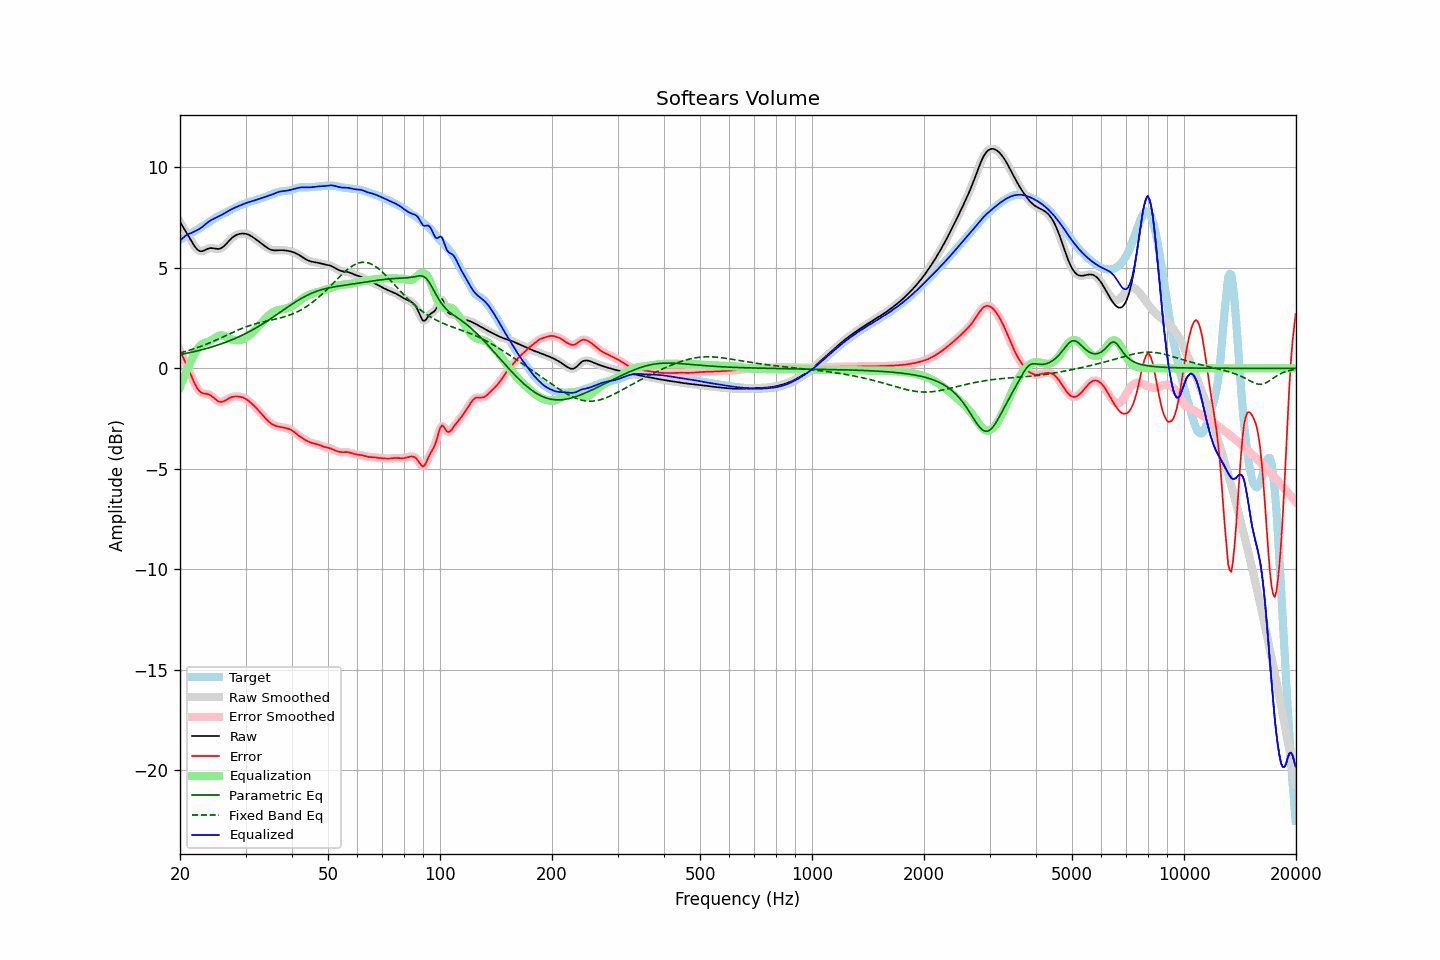 Softears Volume
Amplitude (dBr)
10
5
0
−5
−10
−15
−20
Target
Raw Smoothed
Error Smoothed
Raw
Error
Equalization
Parametric Eq
Fixed Band Eq
Equalized
20 50 100 200 500 1000 2000 5000 10000 20000
Frequency (Hz)